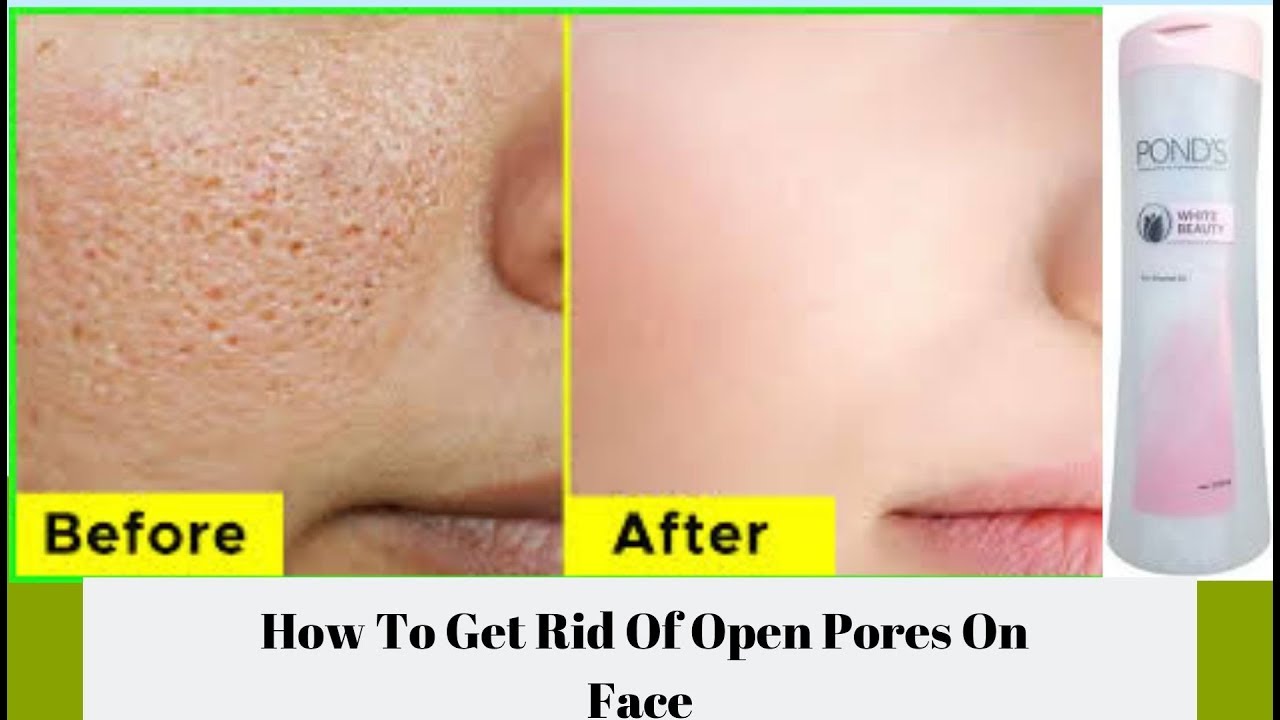 Before
After
POND'S
WHITE
BEAUTY
How To Get Rid Of Open Pores On
Face